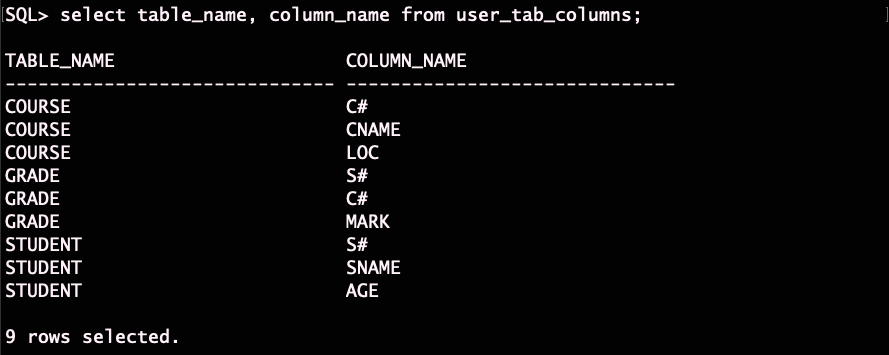 [SQL> select table_name, column_name from user_tab_columns;
TABLE_NAME                     COLUMN_NAME
------------------------------ ------------------------------
COURSE                         C#
COURSE                         CNAME
COURSE                         LOC
GRADE                          S#
GRADE                          C#
GRADE                          MARK
STUDENT                        S#
STUDENT                        SNAME
STUDENT                        AGE
9 rows selected.